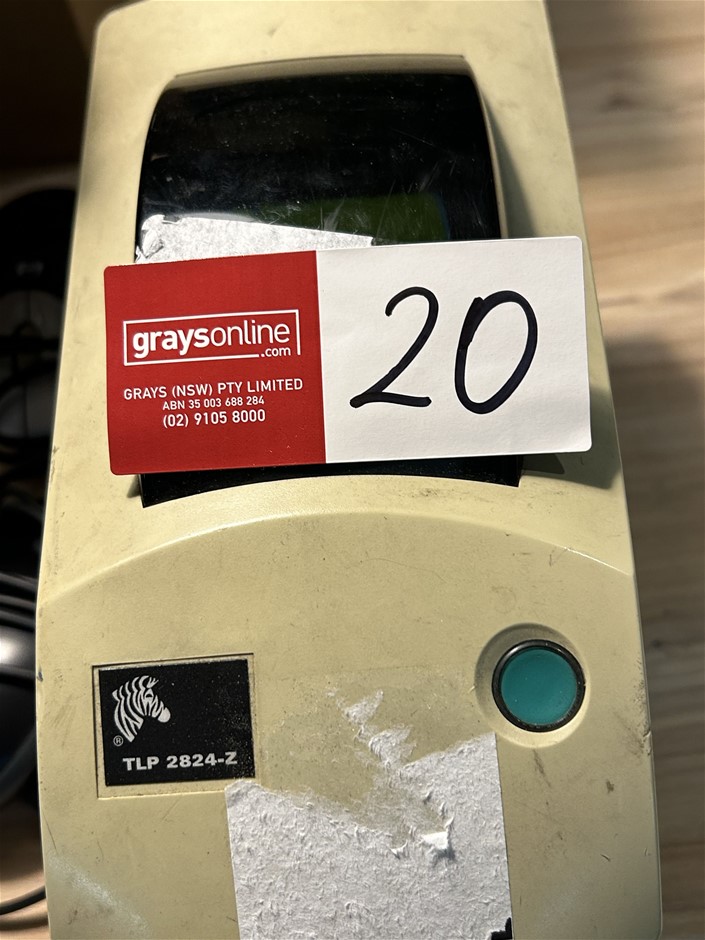 graysonline
.com
GRAYS (NSW) PTY LIMITED
ABN 35 003 688 284
(02) 9105 8000
20
®
TLP 2824-Z